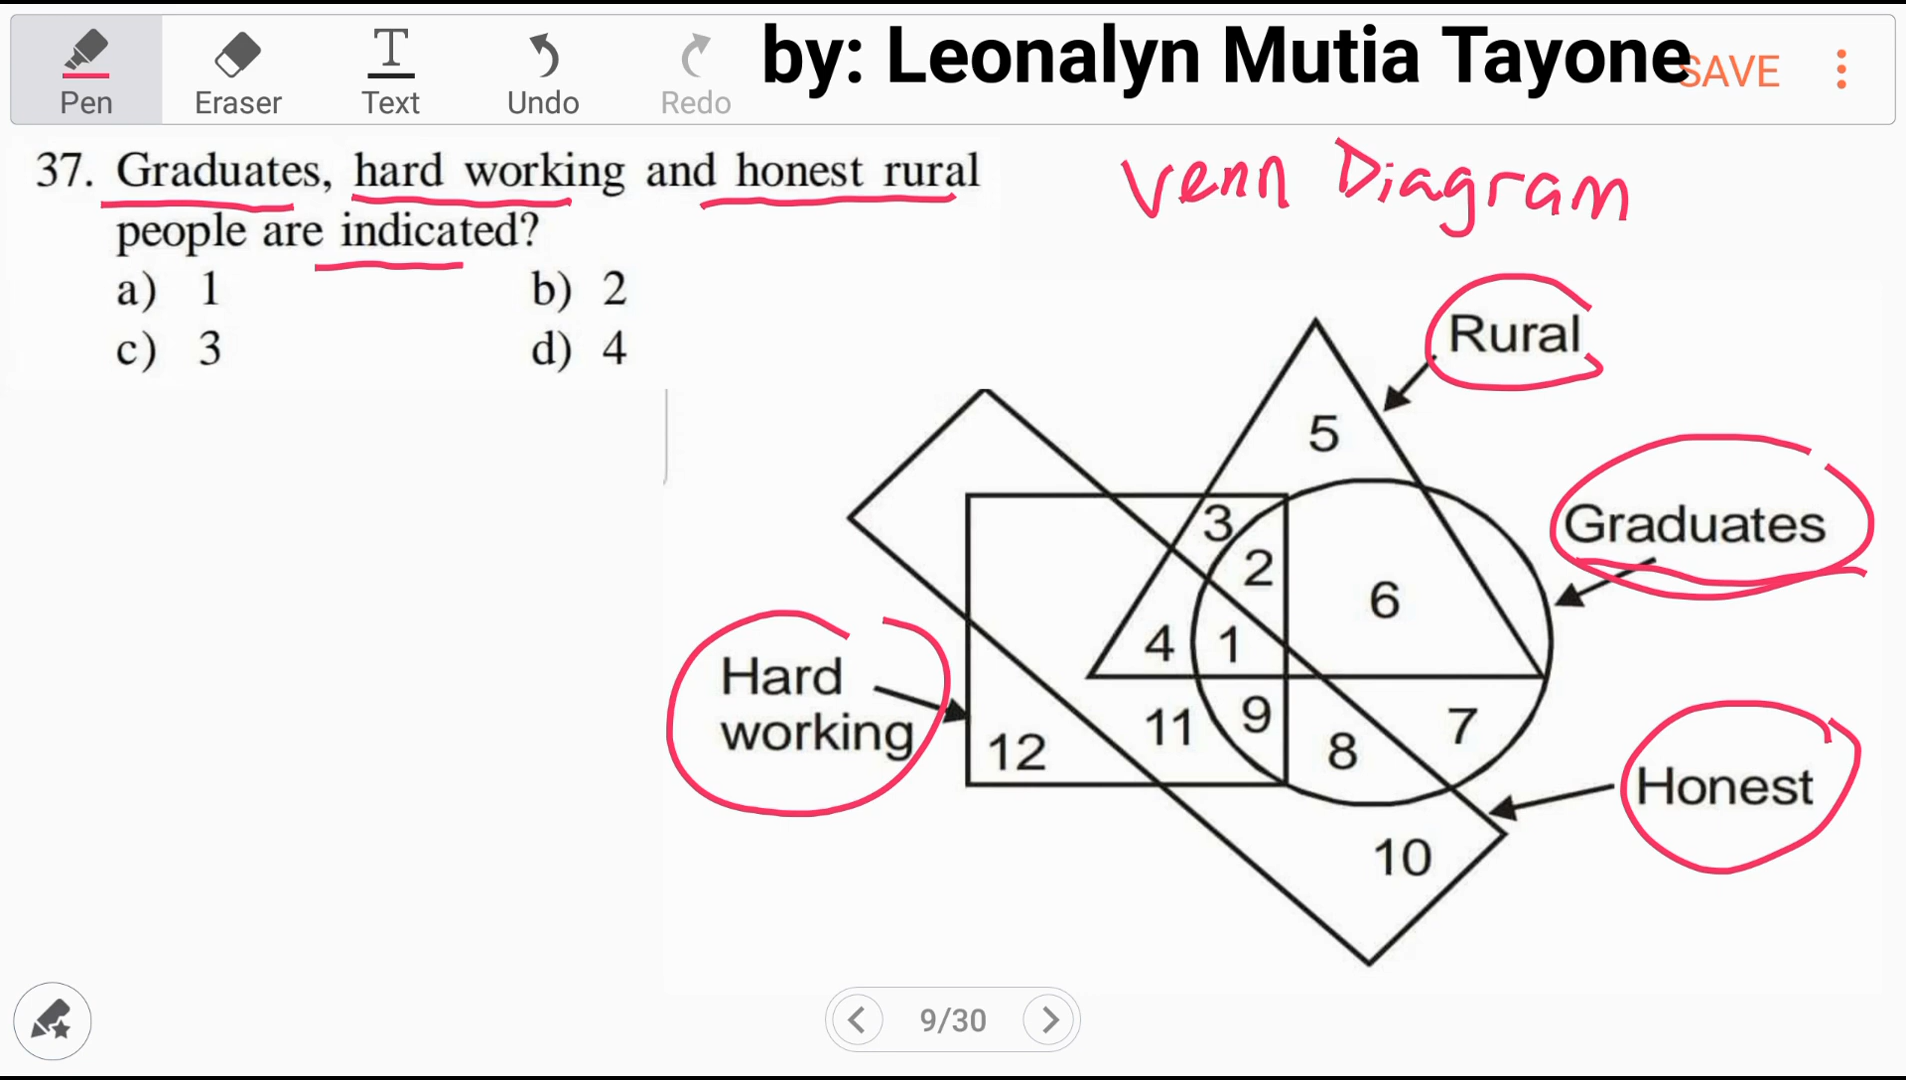 Pen
Eraser
Text
Undo
Redo
by: Leonalyn Mutia Tayone
SAVE
37. Graduates, hard working and honest rural
people are indicated?
a) 1 b) 2
c) 3 d) 4
Venn Diagram
Rural
5
Graduates
3
2
6
4 1
Hard
working
12 11 9 8 7
Honest
10
9/30